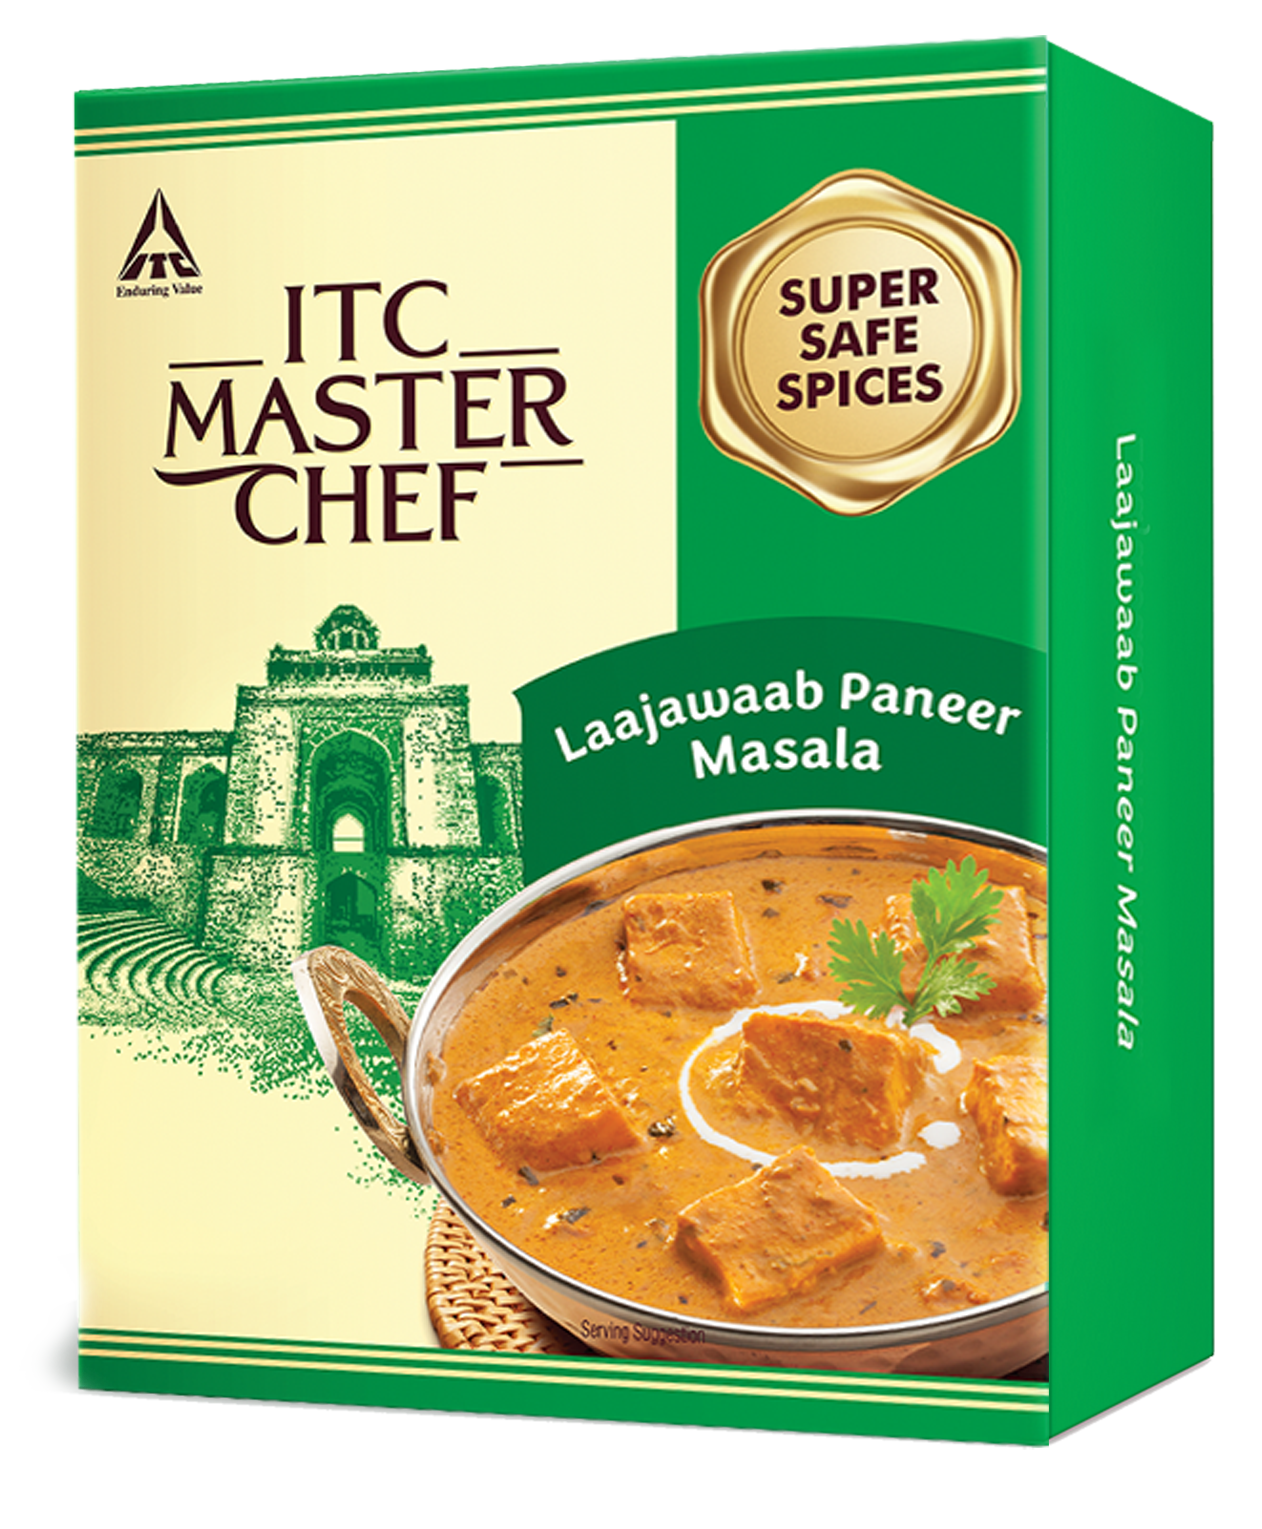 ITC
Enduring Value
ITC
MASTER
CHEF
SUPER
SAFE
SPICES
Laajawaab Paneer
Masala
Serving Suggestion
Laajawaab Paneer Masala